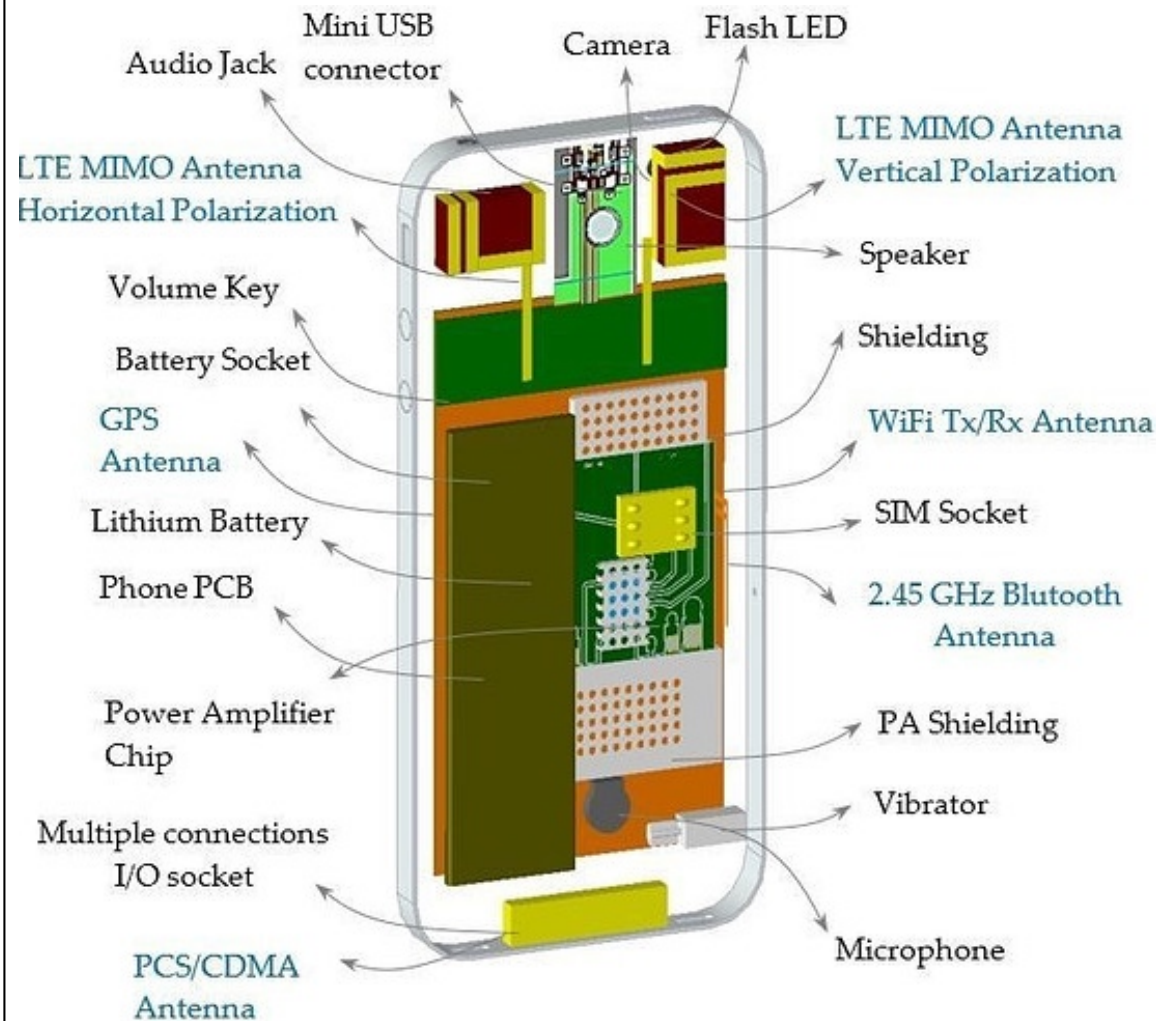 Mini USB
connector
Camera
Flash LED
Audio Jack
LTE MIMO Antenna
Horizontal Polarization
LTE MIMO Antenna
Vertical Polarization
Speaker
Volume Key
Shielding
Battery Socket
GPS
Antenna
WiFi Tx/Rx Antenna
Lithium Battery
SIM Socket
Phone PCB
2.45 GHz Blutooth
Antenna
Power Amplifier
Chip
PA Shielding
Vibrator
Multiple connections
I/O socket
Microphone
PCS/CDMA
Antenna